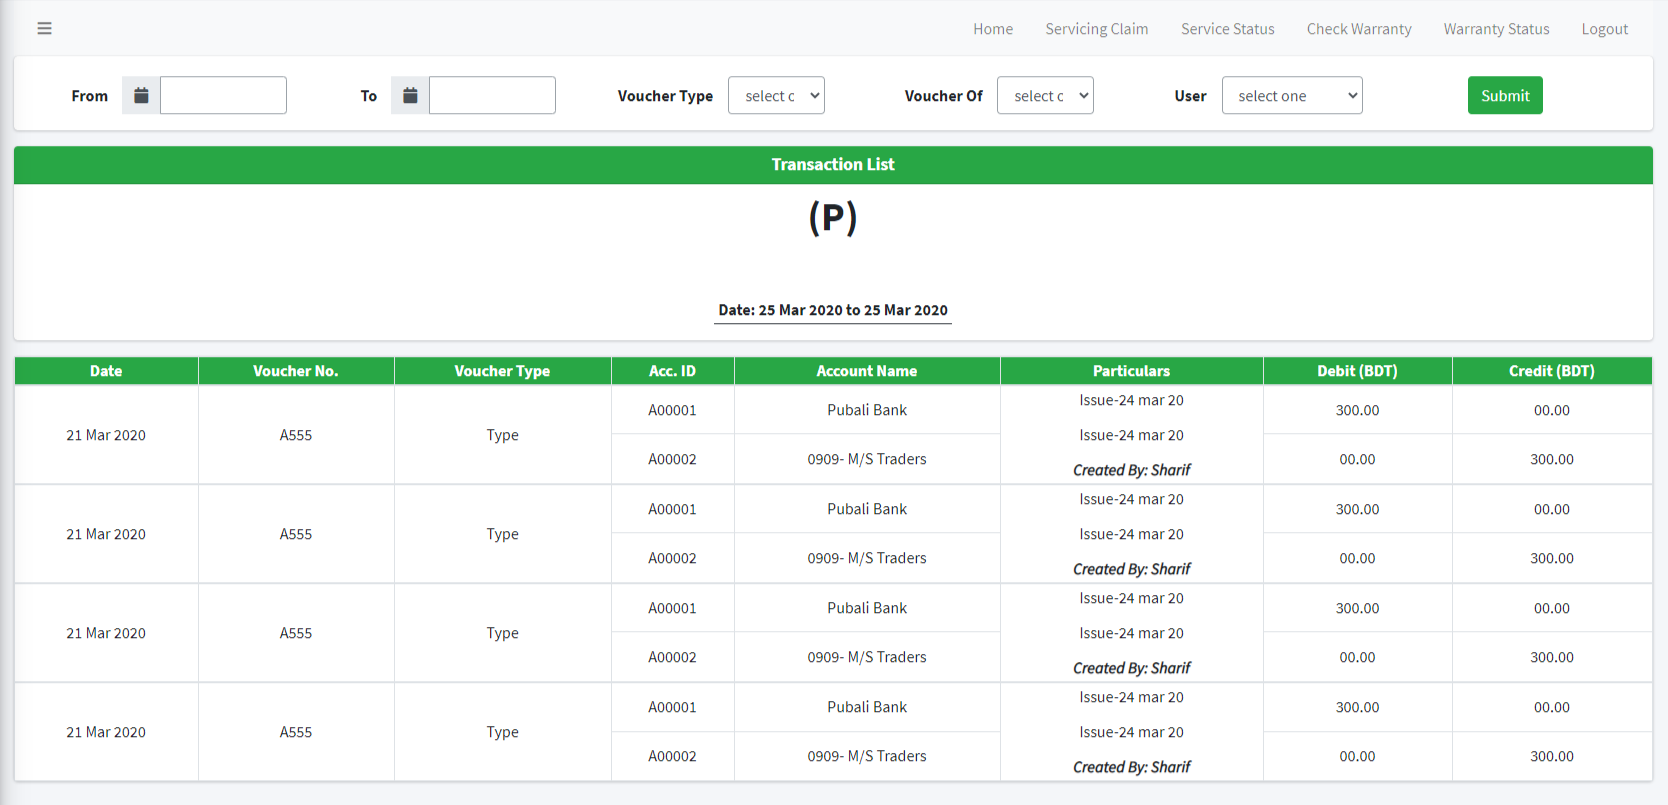 Home Servicing Claim Service Status Check Warranty Warranty Status Logout
From To Voucher Type select c Voucher Of select c User select one Submit
Transaction List
(P)
Date: 25 Mar 2020 to 25 Mar 2020
Date Voucher No. Voucher Type Acc. ID Account Name Particulars Debit (BDT) Credit (BDT)
21 Mar 2020 A555 Type A00001 Pubali Bank Issue-24 mar 20 300.00 00.00
Issue-24 mar 20
A00002 0909- M/S Traders Created By: Sharif 00.00 300.00
21 Mar 2020 A555 Type A00001 Pubali Bank Issue-24 mar 20 300.00 00.00
Issue-24 mar 20
A00002 0909- M/S Traders Created By: Sharif 00.00 300.00
21 Mar 2020 A555 Type A00001 Pubali Bank Issue-24 mar 20 300.00 00.00
Issue-24 mar 20
A00002 0909- M/S Traders Created By: Sharif 00.00 300.00
21 Mar 2020 A555 Type A00001 Pubali Bank Issue-24 mar 20 300.00 00.00
Issue-24 mar 20
A00002 0909- M/S Traders Created By: Sharif 00.00 300.00